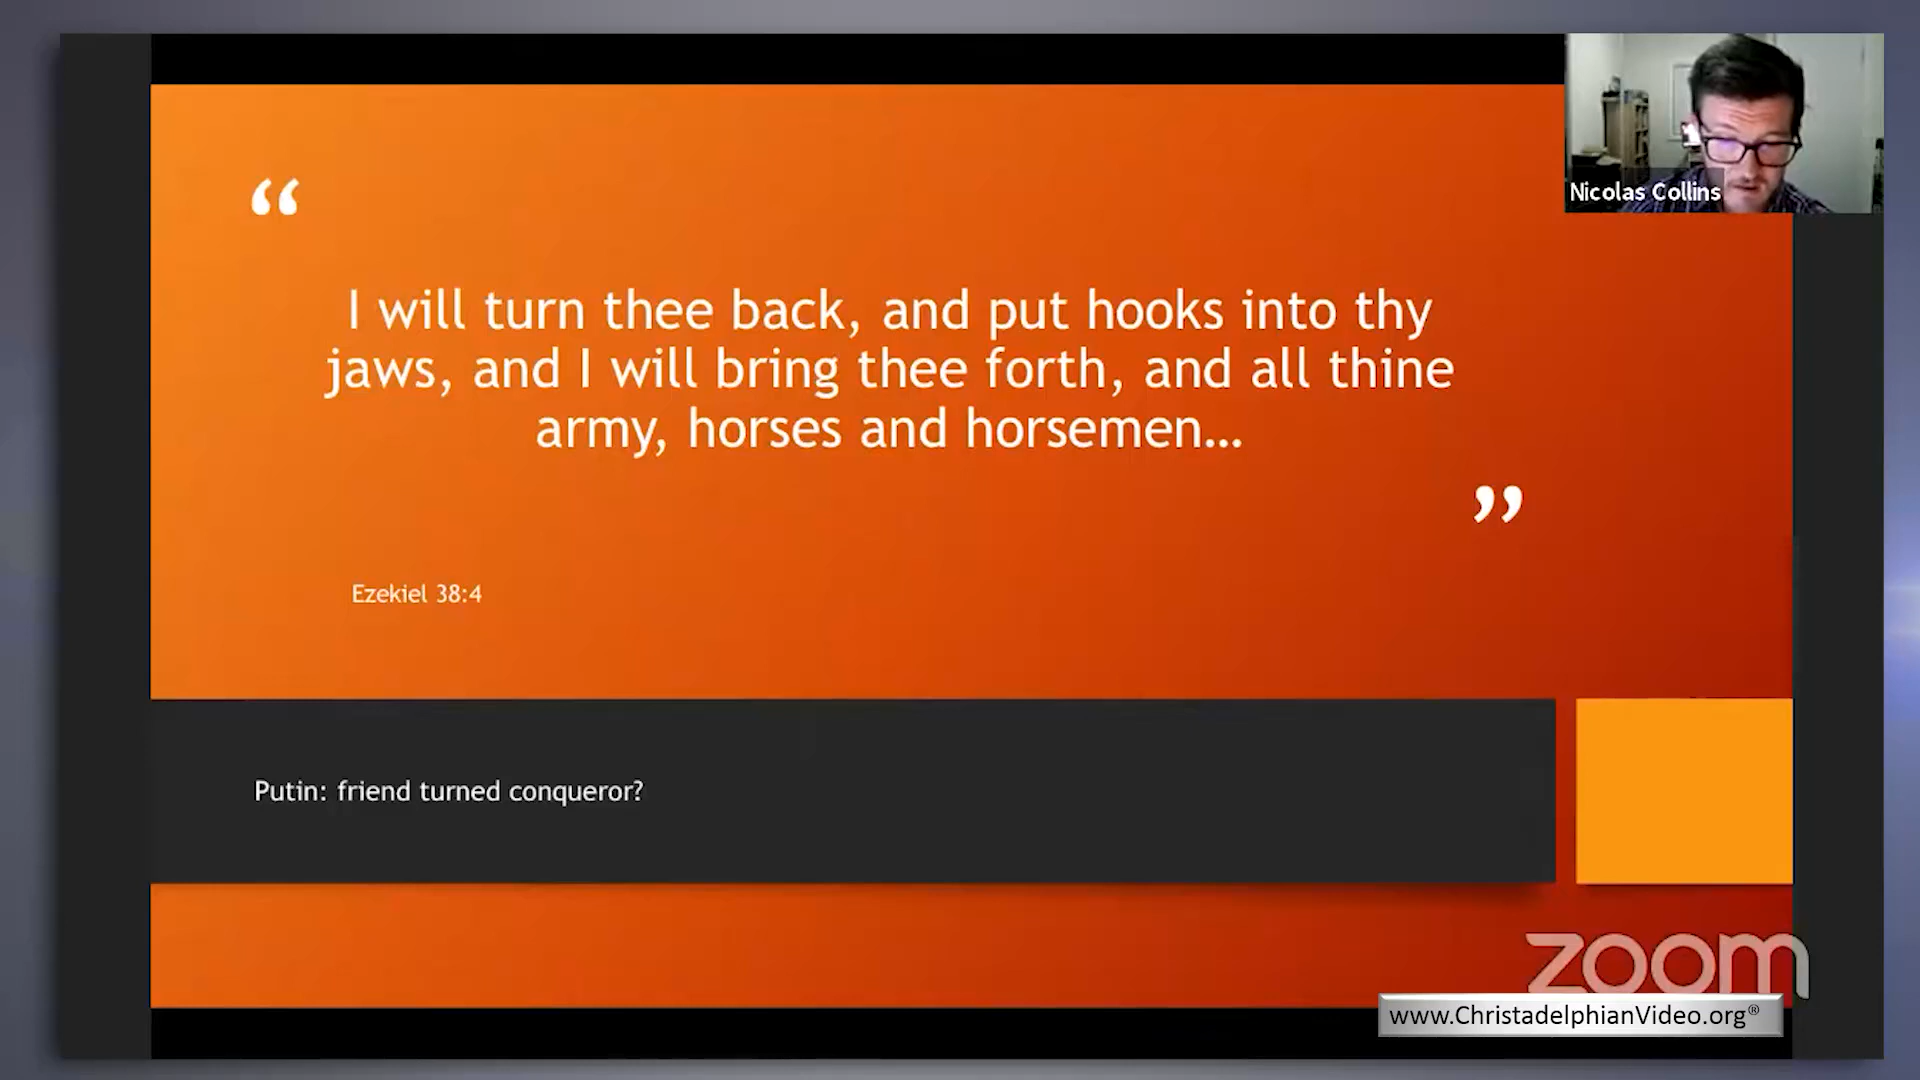 Nicolas Collins
“
I will turn thee back, and put hooks into thy
jaws, and I will bring thee forth, and all thine
army, horses and horsemen…
”
Ezekiel 38:4
Putin: friend turned conqueror?
zoom
www.ChristadelphianVideo.org®